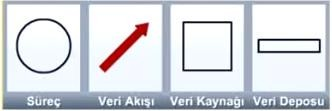 Süreç
Veri Akışı
Veri Kaynağı
Veri Deposu